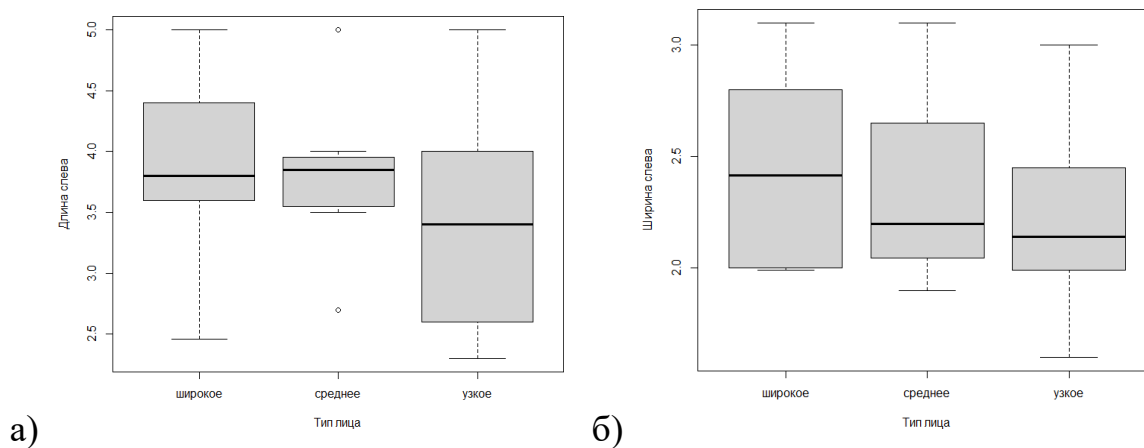 Длина слева
5.0
4.5
4.0
3.5
3.0
2.5
широкое среднее узкое
Тип лица
а)
Ширина слева
3.0
2.5
2.0
широкое среднее узкое
Тип лица
б)